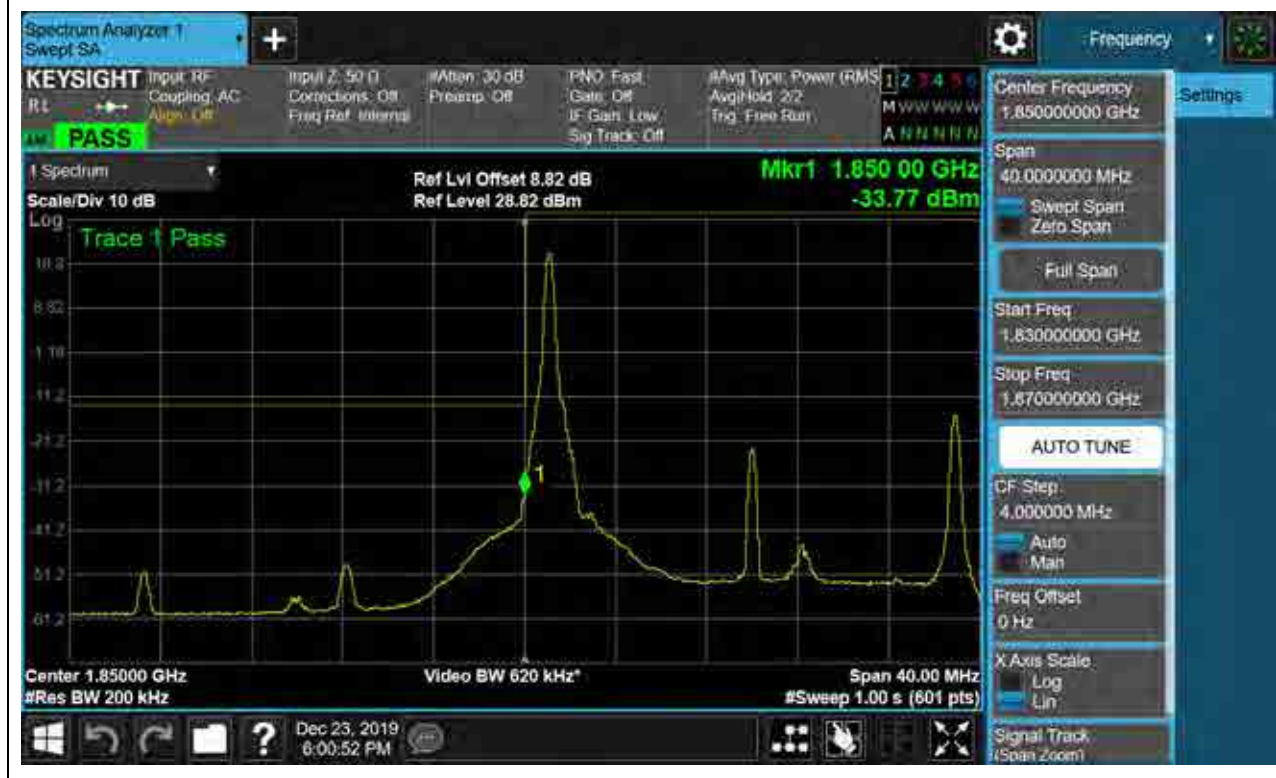 Spectrum Analyzer 1
Swept SA
+
Frequency
KEYSIGHT
R L
PASS
Input: RF
Coupling: AC
Align: Off
Input Z: 50 Ω
Corrections: Off
Freq Ref: Internal
#Atten: 30 dB
Preamp: Off
PNO: Fast
Gate: Off
IF Gain: Low
Sig Track: Off
#Avg Type: Power (RMS
Avg|Hold: 2/2
Trig: Free Run
1 2 3 4 5 6
M W W W W W
A N N N N N
1 Spectrum
Scale/Div 10 dB
Ref Lvl Offset 8.82 dB
Ref Level 28.82 dBm
Mkr1 1.850 00 GHz
-33.77 dBm
Log
Trace 1 Pass
8.82
-11.2
-21.2
-41.2
-51.2
-61.2
1
Center 1.85000 GHz
#Res BW 200 kHz
Video BW 620 kHz*
Span 40.00 MHz
#Sweep 1.00 s (601 pts)
Center Frequency
1.850000000 GHz
Settings
Span
40.0000000 MHz
Swept Span
Zero Span
Full Span
Start Freq
1.830000000 GHz
Stop Freq
1.870000000 GHz
AUTO TUNE
CF Step
4.000000 MHz
Auto
Man
Freq Offset
0 Hz
X Axis Scale
Log
Lin
Signal Track
(Span Zoom)
?
Dec 23, 2019
6:00:52 PM